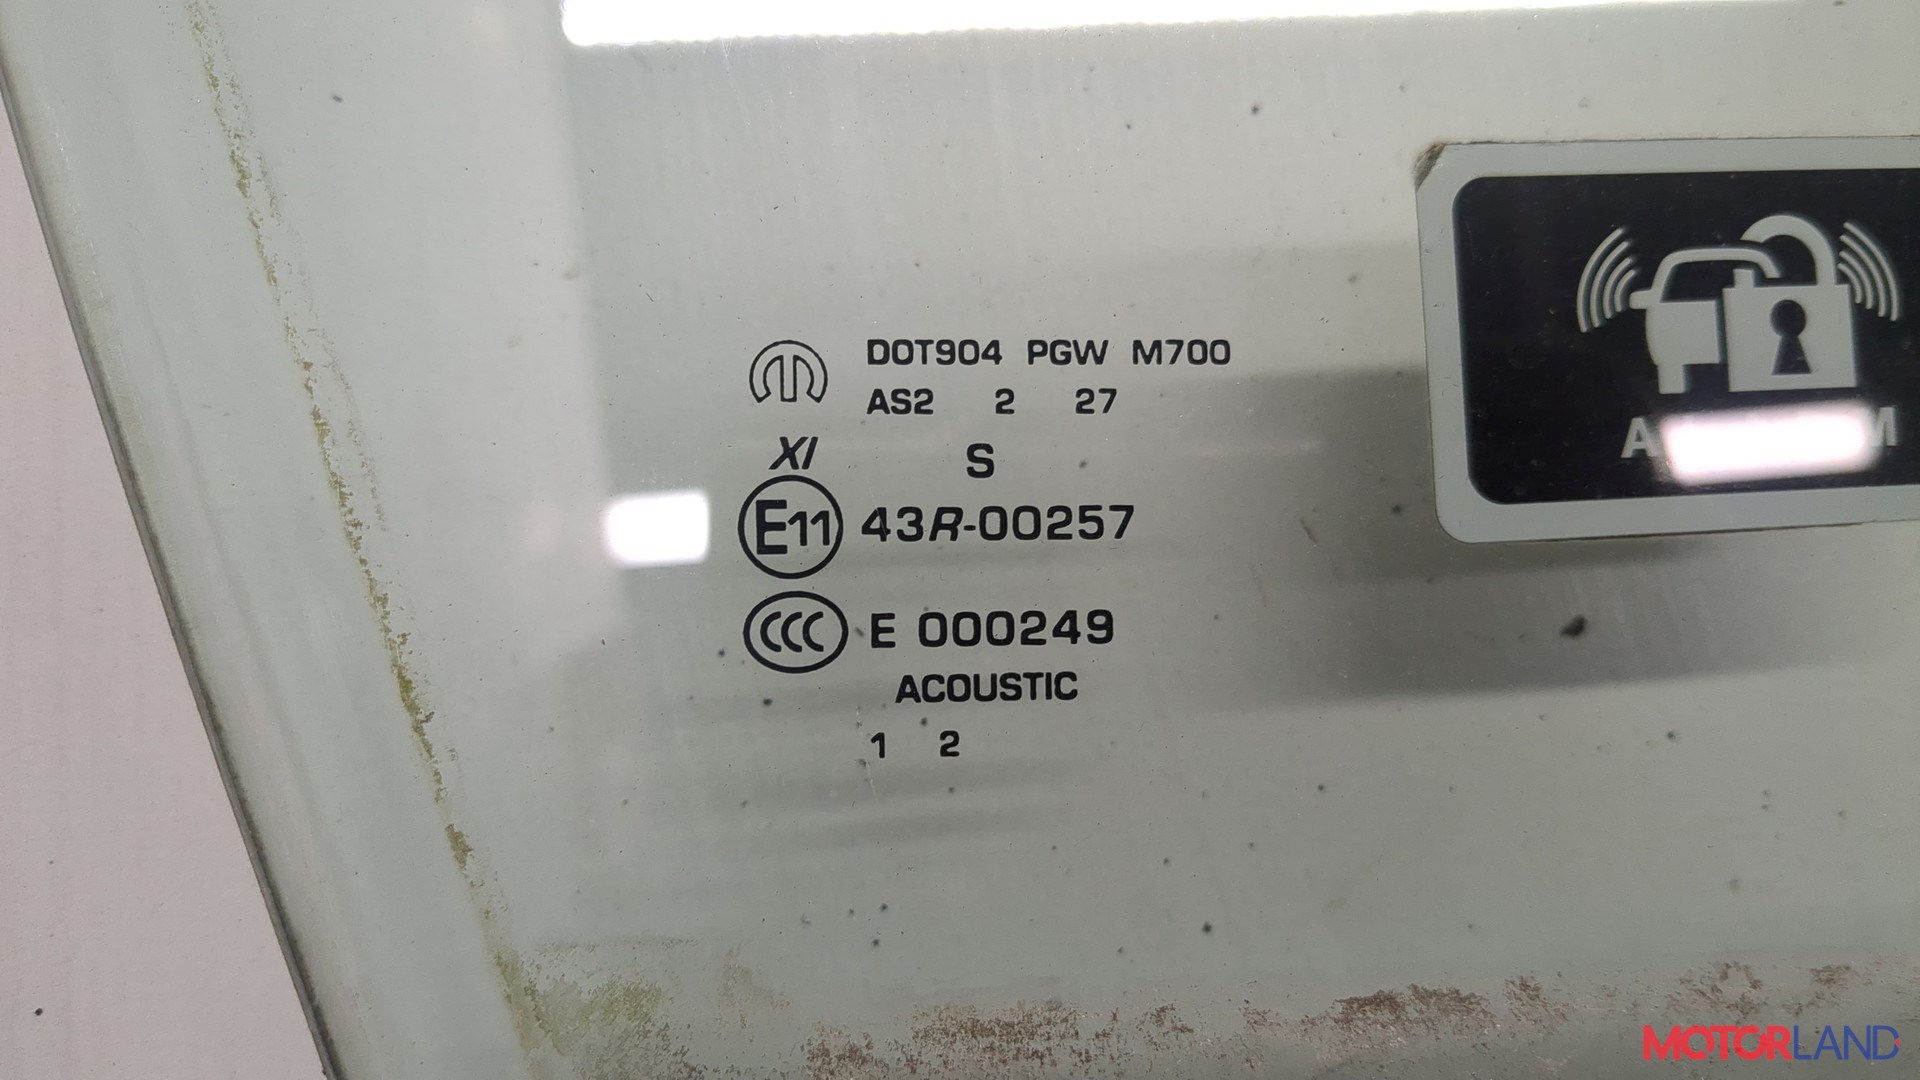 DOT904 PGW M700
AS2 2 27
XI S
E11 43R-00257
CCC E 000249
ACOUSTIC
1 2
MOTORLAND